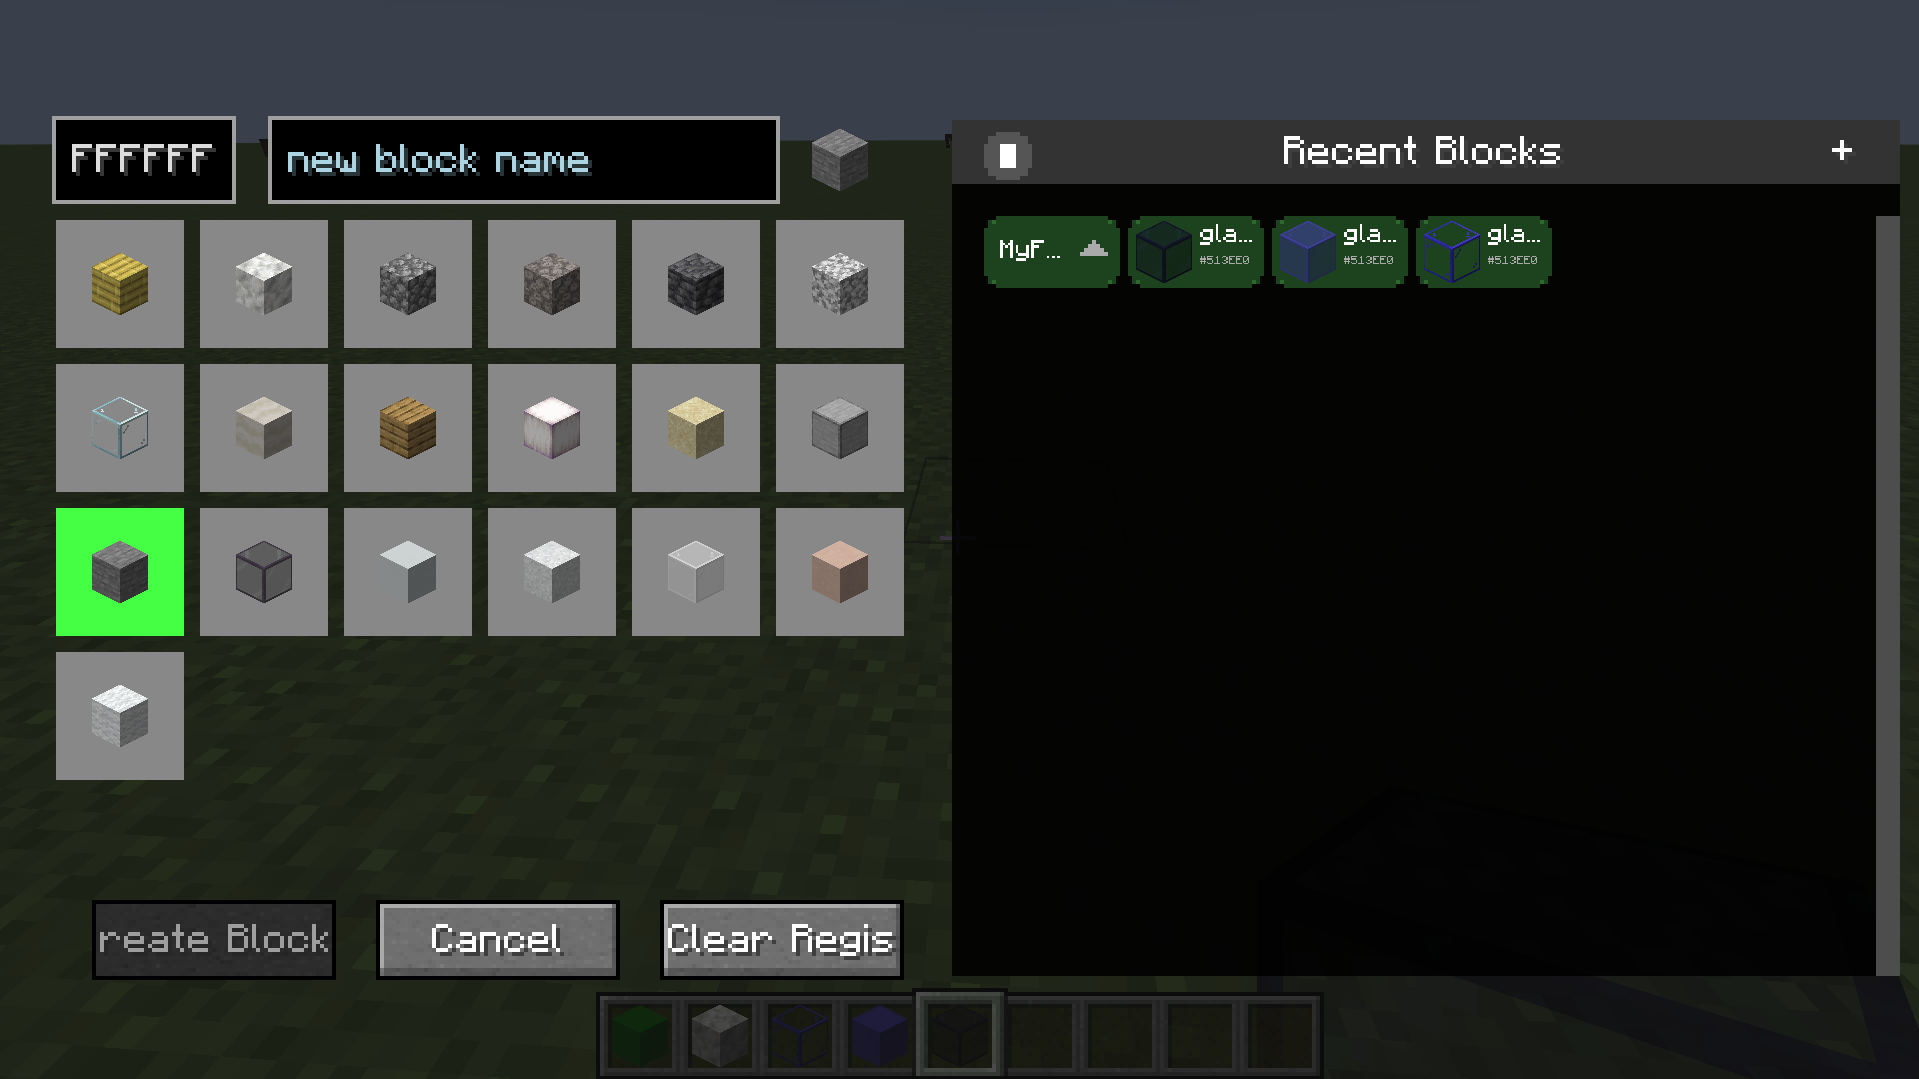 FFFFFF
new block name
Recent Blocks
+
MyF...
gla...
#513EE0
gla...
#513EE0
gla...
#513EE0
reate Block
Cancel
Clear Regis